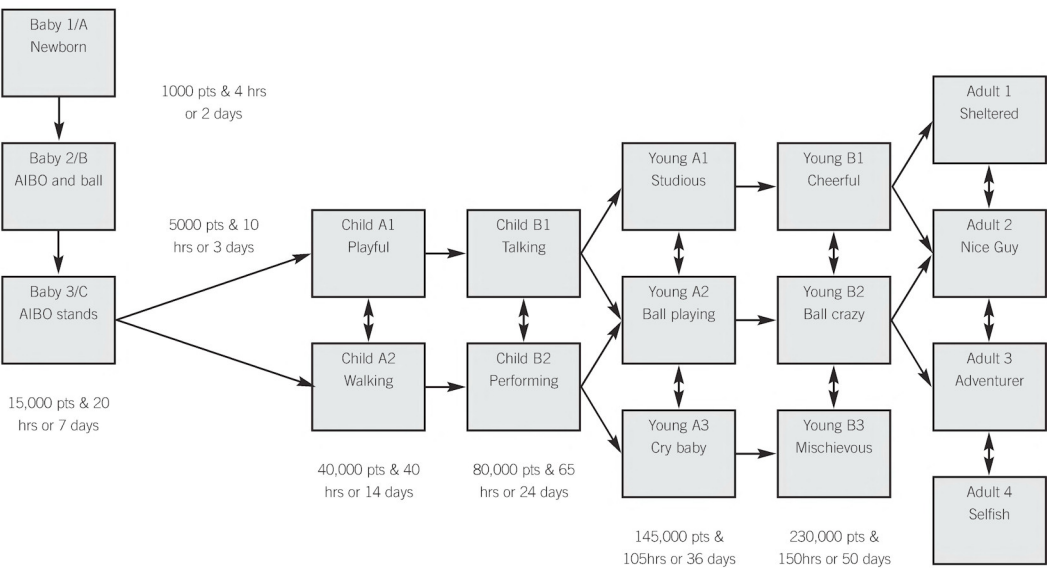 Baby 1/A
Newborn
1000 pts & 4 hrs
or 2 days
Baby 2/B
AIBO and ball
5000 pts & 10
hrs or 3 days
Baby 3/C
AIBO stands
15,000 pts & 20
hrs or 7 days
Child A1
Playful
Child A2
Walking
40,000 pts & 40
hrs or 14 days
Child B1
Talking
Child B2
Performing
80,000 pts & 65
hrs or 24 days
Young A1
Studious
Young A2
Ball playing
Young A3
Cry baby
145,000 pts &
105hrs or 36 days
Young B1
Cheerful
Young B2
Ball crazy
Young B3
Mischievous
230,000 pts &
150hrs or 50 days
Adult 1
Sheltered
Adult 2
Nice Guy
Adult 3
Adventurer
Adult 4
Selfish